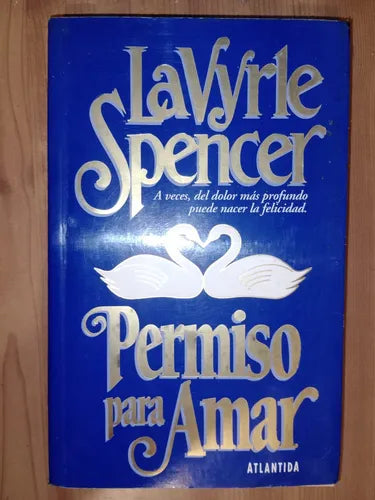 LaVyrle
Spencer
A veces, del dolor más profundo
puede nacer la felicidad.
Permiso
para Amar
ATLANTIDA